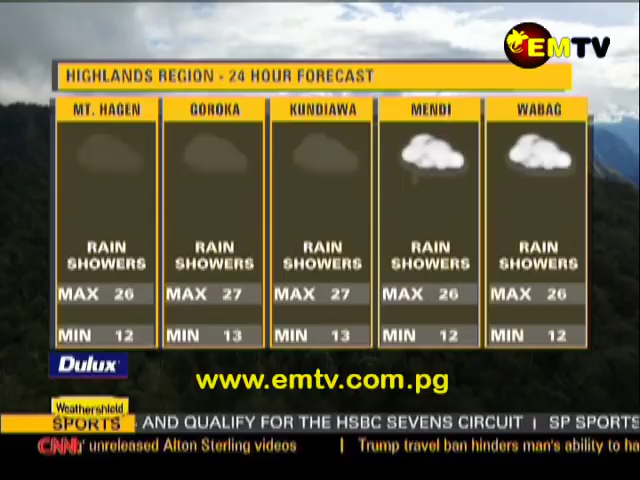 EMTV
HIGHLANDS REGION - 24 HOUR FORECAST
MT. HAGEN GOROKA KUNDIAWA MENDI WABAG
RAIN SHOWERS RAIN SHOWERS RAIN SHOWERS RAIN SHOWERS RAIN SHOWERS
MAX 26 MAX 27 MAX 27 MAX 26 MAX 26
MIN 12 MIN 13 MIN 13 MIN 12 MIN 12
Dulux
www.emtv.com.pg
Weathershield
SPORTS AND QUALIFY FOR THE HSBC SEVENS CIRCUIT | SP SPORTS
CNN unreleased Alton Sterling videos | Trump travel ban hinders man's ability to ha